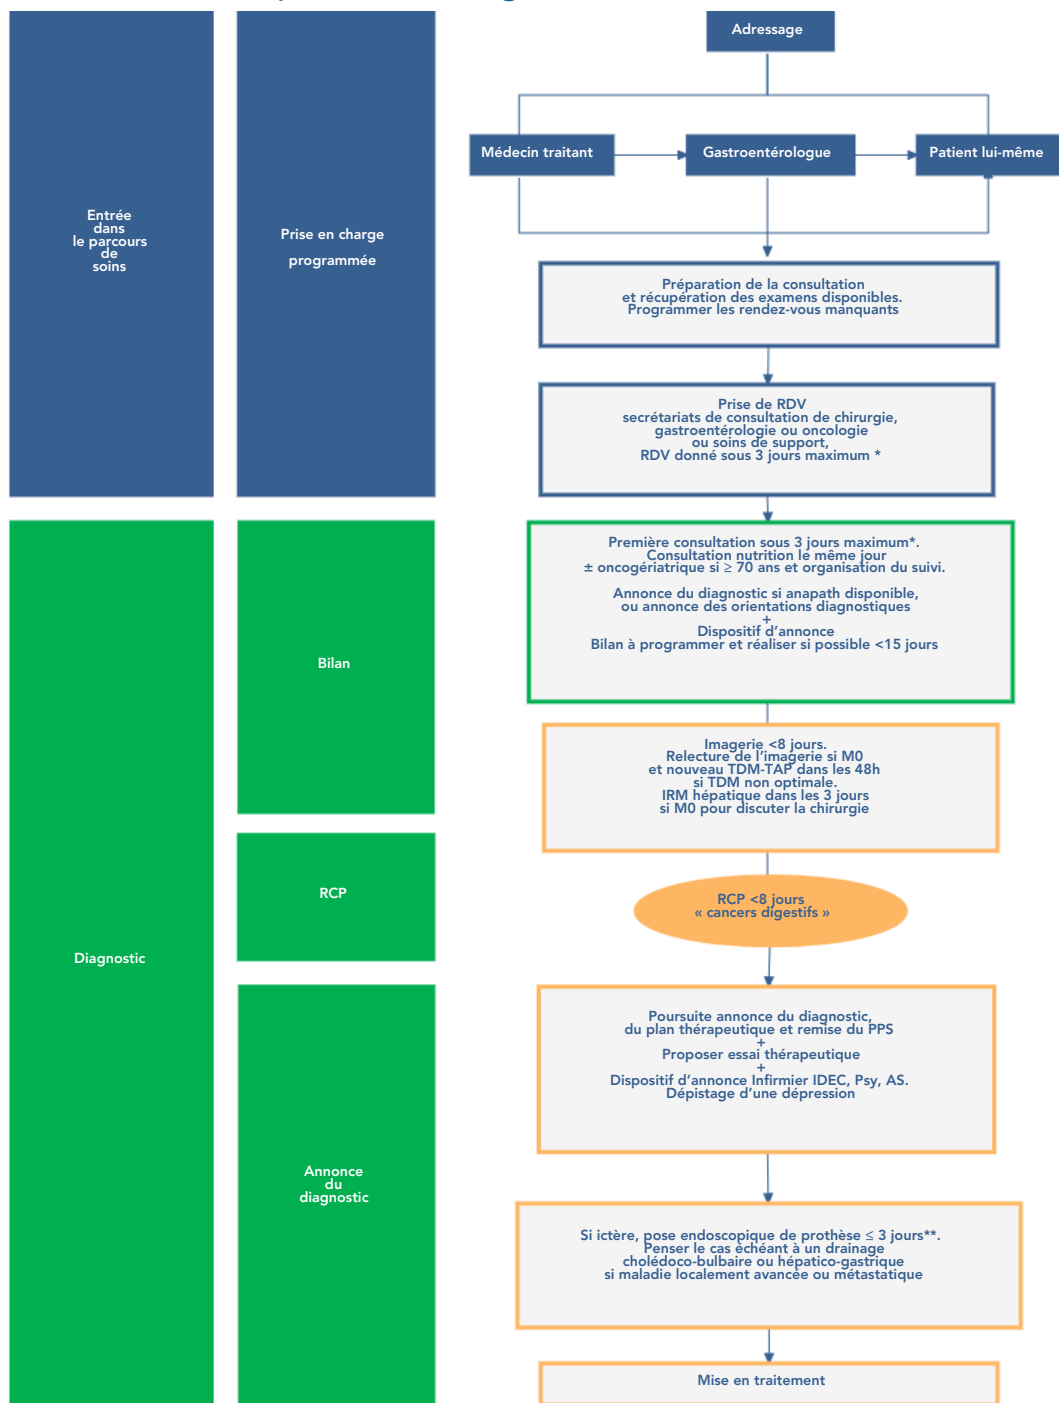 Adressage
Médecin traitant
Gastroentérologue
Patient lui-même
Entrée
dans
le parcours
de
soins
Prise en charge
programmée
Préparation de la consultation
et récupération des examens disponibles.
Programmer les rendez-vous manquants
Prise de RDV
secrétariats de consultation de chirurgie,
gastroentérologie ou oncologie
ou soins de support,
RDV donné sous 3 jours maximum *
Diagnostic
Bilan
Première consultation sous 3 jours maximum*.
Consultation nutrition le même jour
± oncogériatrique si ≥ 70 ans et organisation du suivi.
Annonce du diagnostic si anapath disponible,
ou annonce des orientations diagnostiques
+
Dispositif d’annonce
Bilan à programmer et réaliser si possible <15 jours
Imagerie <8 jours.
Relecture de l’imagerie si M0
et nouveau TDM-TAP dans les 48h
si TDM non optimale.
IRM hépatique dans les 3 jours
si M0 pour discuter la chirurgie
RCP
RCP <8 jours
« cancers digestifs »
Annonce
du
diagnostic
Poursuite annonce du diagnostic,
du plan thérapeutique et remise du PPS
+
Proposer essai thérapeutique
+
Dispositif d’annonce Infirmier IDEC, Psy, AS.
Dépistage d’une dépression
Si ictère, pose endoscopique de prothèse ≤ 3 jours**.
Penser le cas échéant à un drainage
cholédoco-bulbaire ou hépatico-gastrique
si maladie localement avancée ou métastatique
Mise en traitement